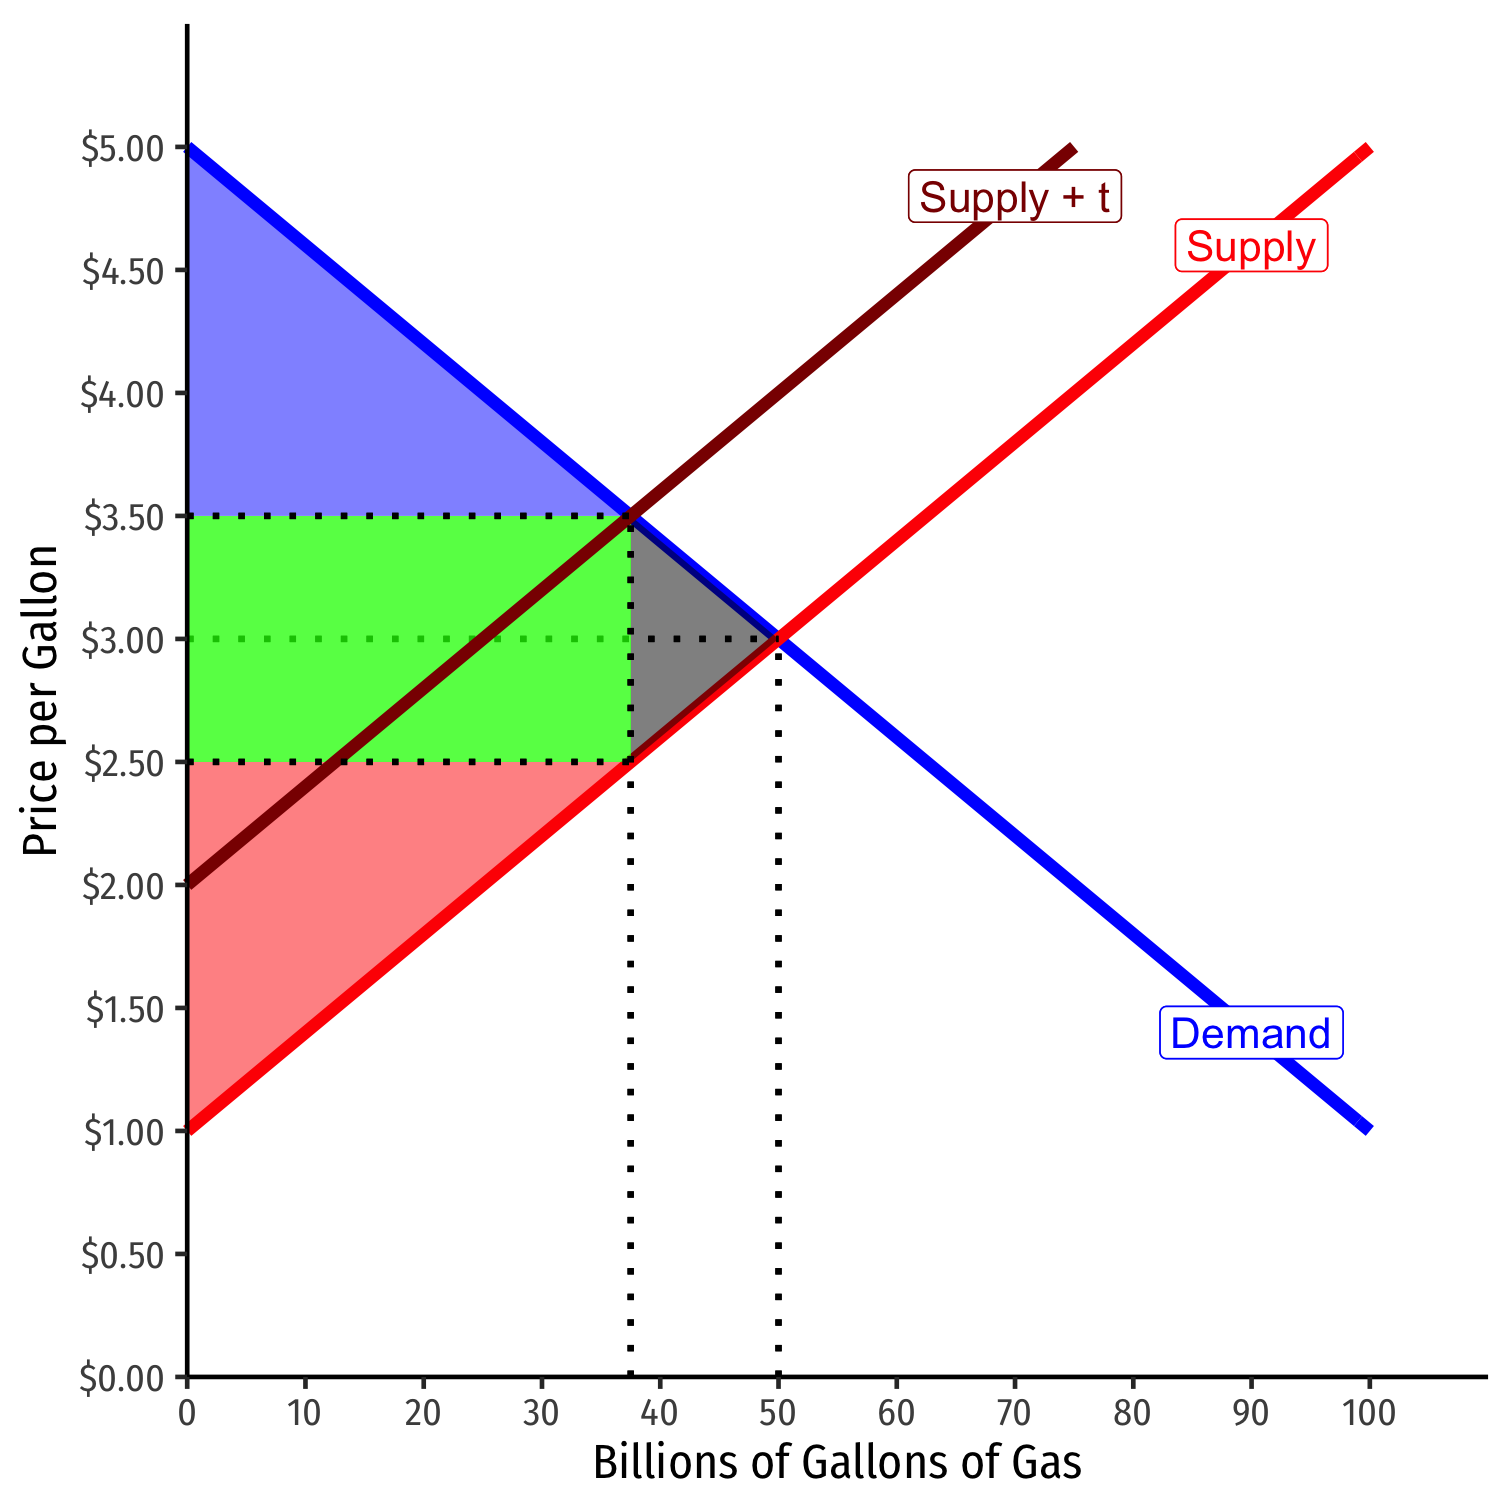 $5.00
Supply + t
Supply
$4.50
$4.00
$3.50
$3.00
$2.50
$2.00
$1.50
Demand
$1.00
$0.50
$0.00
Price per Gallon
0 10 20 30 40 50 60 70 80 90 100
Billions of Gallons of Gas